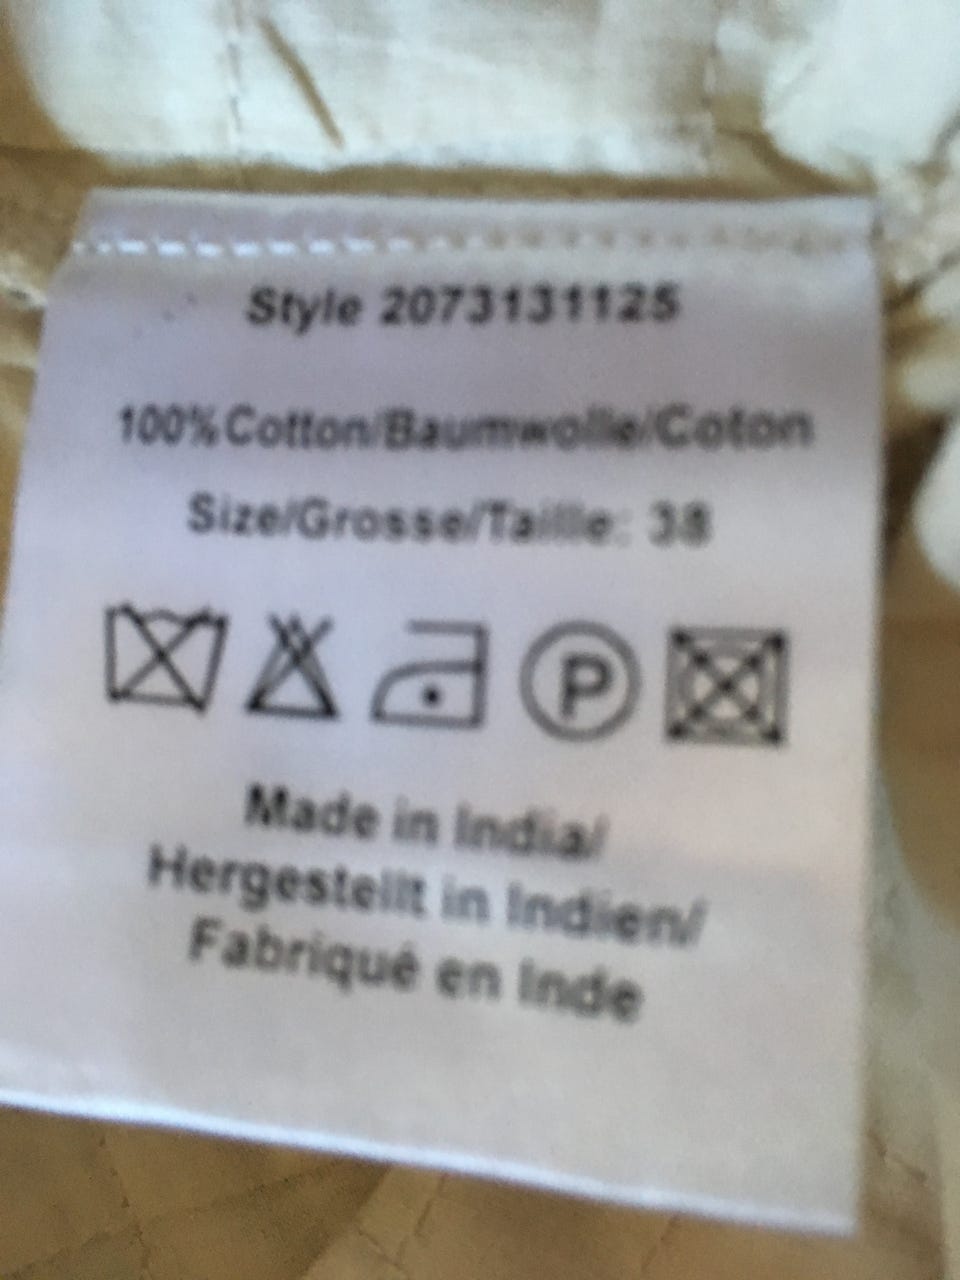 Style 2073131125
100% Cotton/Baumwolle/Coton
Size/Grosse/Taille: 38
P
Made in India/
Hergestellt in Indien/
Fabriqué en Inde